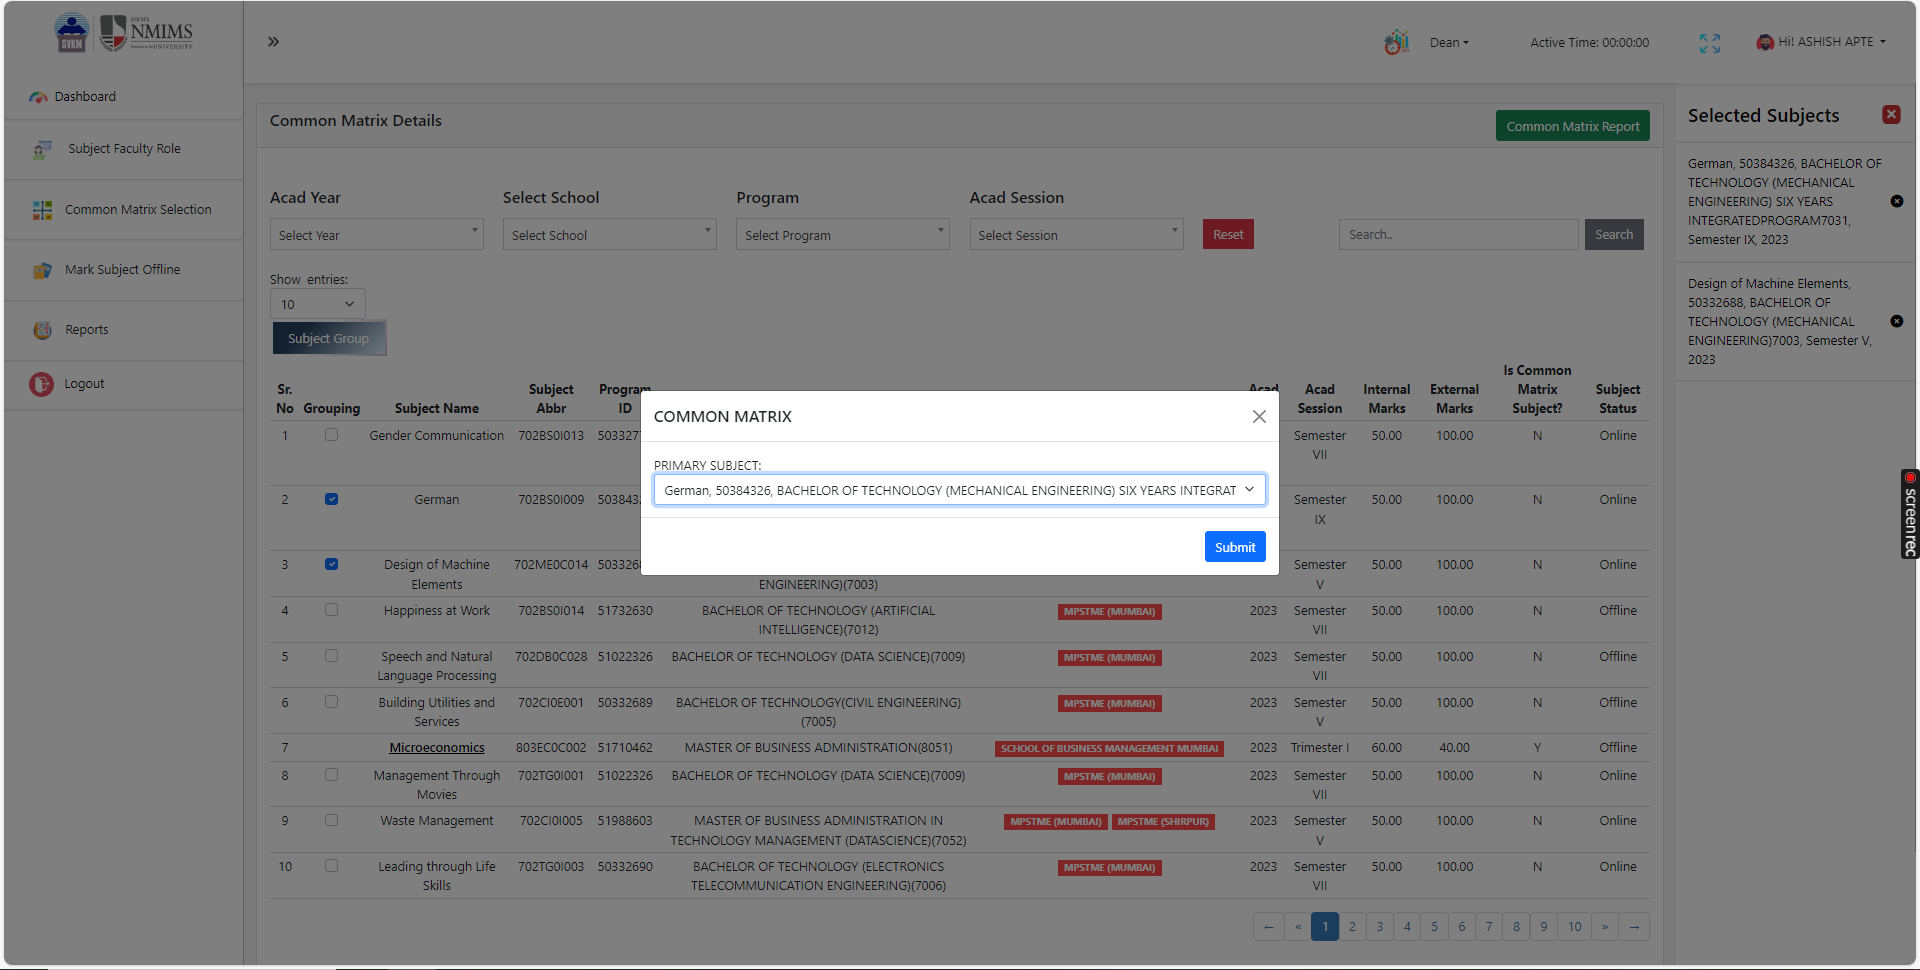 SVKM'S
NMIMS
SVKM
Dean
Active Time: 00:00:00
Hi! ASHISH APTE
Dashboard
Subject Faculty Role
Common Matrix Selection
Mark Subject Offline
Reports
Logout
Common Matrix Details
Common Matrix Report
Acad Year
Select School
Program
Acad Session
Select Year
Select School
Select Program
Select Session
Reset
Search..
Search
Show entries:
10
Subject Group
Sr. No Grouping Subject Name Subject Abbr Program ID Acad Acad Session Internal Marks External Marks Is Common Matrix Subject? Subject Status
1 Gender Communication 702BS0I013 Semester VII 50.00 100.00 N Online
2 German 702BS0I009 Semester IX 50.00 100.00 N Online
3 Design of Machine Elements 702ME0C014 ENGINEERING)(7003) Semester V 50.00 100.00 N Online
4 Happiness at Work 702BS0I014 51732630 BACHELOR OF TECHNOLOGY (ARTIFICIAL INTELLIGENCE)(7012) MPSTME (MUMBAI) 2023 Semester VII 50.00 100.00 N Offline
5 Speech and Natural Language Processing 702DB0C028 51022326 BACHELOR OF TECHNOLOGY (DATA SCIENCE)(7009) MPSTME (MUMBAI) 2023 Semester VII 50.00 100.00 N Offline
6 Building Utilities and Services 702CI0E001 50332689 BACHELOR OF TECHNOLOGY(CIVIL ENGINEERING)(7005) MPSTME (MUMBAI) 2023 Semester V 50.00 100.00 N Offline
7 Microeconomics 803EC0C002 51710462 MASTER OF BUSINESS ADMINISTRATION(8051) SCHOOL OF BUSINESS MANAGEMENT MUMBAI 2023 Trimester I 60.00 40.00 Y Offline
8 Management Through Movies 702TG0I001 51022326 BACHELOR OF TECHNOLOGY (DATA SCIENCE)(7009) MPSTME (MUMBAI) 2023 Semester VII 50.00 100.00 N Online
9 Waste Management 702CI0I005 51988603 MASTER OF BUSINESS ADMINISTRATION IN TECHNOLOGY MANAGEMENT (DATASCIENCE)(7052) MPSTME (MUMBAI) MPSTME (SHIRPUR) 2023 Semester V 50.00 100.00 N Online
10 Leading through Life Skills 702TG0I003 50332690 BACHELOR OF TECHNOLOGY (ELECTRONICS TELECOMMUNICATION ENGINEERING)(7006) MPSTME (MUMBAI) 2023 Semester VII 50.00 100.00 N Online
← « 1 2 3 4 5 6 7 8 9 10 » →
COMMON MATRIX
PRIMARY SUBJECT:
German, 50384326, BACHELOR OF TECHNOLOGY (MECHANICAL ENGINEERING) SIX YEARS INTEGRAT
Submit
Selected Subjects
German, 50384326, BACHELOR OF
TECHNOLOGY (MECHANICAL
ENGINEERING) SIX YEARS
INTEGRATEDPROGRAM7031,
Semester IX, 2023
Design of Machine Elements,
50332688, BACHELOR OF
TECHNOLOGY (MECHANICAL
ENGINEERING)7003, Semester V,
2023
screenrec